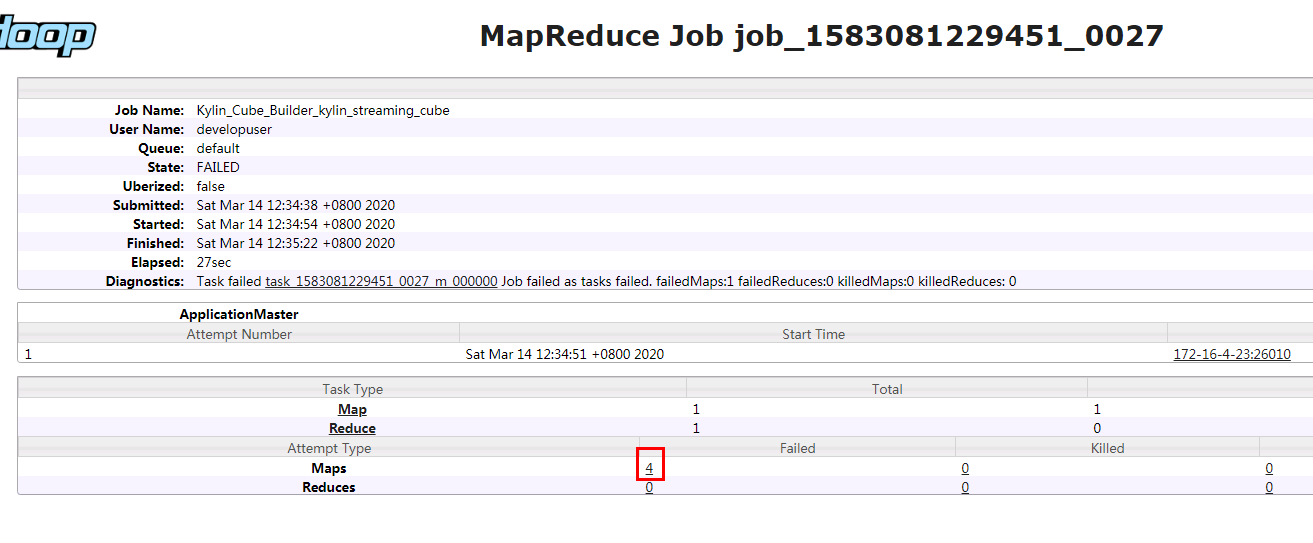 doop
MapReduce Job job_1583081229451_0027
Job Name: Kylin_Cube_Builder_kylin_streaming_cube
User Name: developuser
Queue: default
State: FAILED
Uberized: false
Submitted: Sat Mar 14 12:34:38 +0800 2020
Started: Sat Mar 14 12:34:54 +0800 2020
Finished: Sat Mar 14 12:35:22 +0800 2020
Elapsed: 27sec
Diagnostics: Task failed task_1583081229451_0027_m_000000 Job failed as tasks failed. failedMaps:1 failedReduces:0 killedMaps:0 killedReduces: 0
ApplicationMaster
Attempt Number Start Time
1 Sat Mar 14 12:34:51 +0800 2020 172-16-4-23:26010
Task Type Total
Map 1 1
Reduce 1 0
Attempt Type Failed Killed
Maps 4 0 0
Reduces 0 0 0